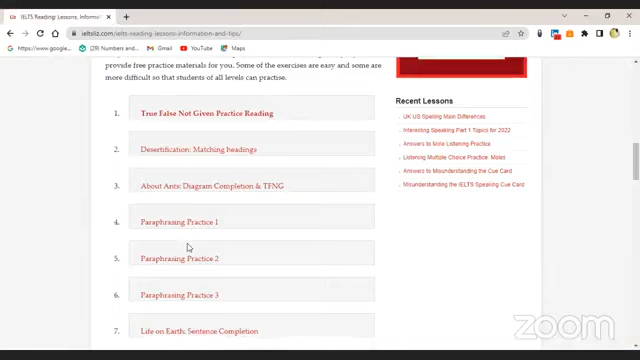 IELTS Reading: Lessons, Informati
ieltsliz.com/ielts-reading-lessons-information-and-tips/
https://www.google...
(29) Numbers and...
Gmail
YouTube
Maps
provide free practice materials for you. Some of the exercises are easy and some are
more difficult so that students of all levels can practise.
1. True False Not Given Practice Reading
2. Desertification: Matching headings
3. About Ants: Diagram Completion & TFNG
4. Paraphrasing Practice 1
5. Paraphrasing Practice 2
6. Paraphrasing Practice 3
7. Life on Earth: Sentence Completion
Recent Lessons
UK US Spelling Main Differences
Interesting Speaking Part 1 Topics for 2022
Answers to Mole Listening Practice
Listening Multiple Choice Practice: Moles
Answers to Misunderstanding the Cue Card
Misunderstanding the IELTS Speaking Cue Card
zoom